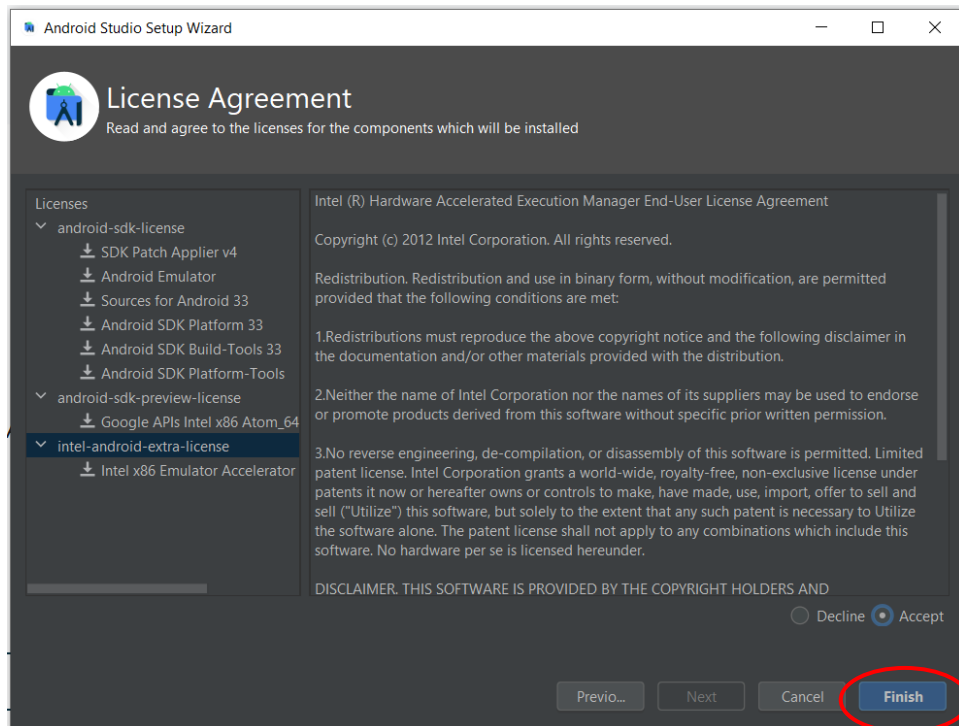 Android Studio Setup Wizard
License Agreement
Read and agree to the licenses for the components which will be installed
Licenses
android-sdk-license
SDK Patch Applier v4
Android Emulator
Sources for Android 33
Android SDK Platform 33
Android SDK Build-Tools 33
Android SDK Platform-Tools
android-sdk-preview-license
Google APIs Intel x86 Atom_64
intel-android-extra-license
Intel x86 Emulator Accelerator
Intel (R) Hardware Accelerated Execution Manager End-User License Agreement
Copyright (c) 2012 Intel Corporation. All rights reserved.
Redistribution. Redistribution and use in binary form, without modification, are permitted
provided that the following conditions are met:
1.Redistributions must reproduce the above copyright notice and the following disclaimer in
the documentation and/or other materials provided with the distribution.
2.Neither the name of Intel Corporation nor the names of its suppliers may be used to endorse
or promote products derived from this software without specific prior written permission.
3.No reverse engineering, de-compilation, or disassembly of this software is permitted. Limited
patent license. Intel Corporation grants a world-wide, royalty-free, non-exclusive license under
patents it now or hereafter owns or controls to make, have made, use, import, offer to sell and
sell ("Utilize") this software, but solely to the extent that any such patent is necessary to Utilize
the software alone. The patent license shall not apply to any combinations which include this
software. No hardware per se is licensed hereunder.
DISCLAIMER. THIS SOFTWARE IS PROVIDED BY THE COPYRIGHT HOLDERS AND
Decline Accept
Previo... Next Cancel Finish